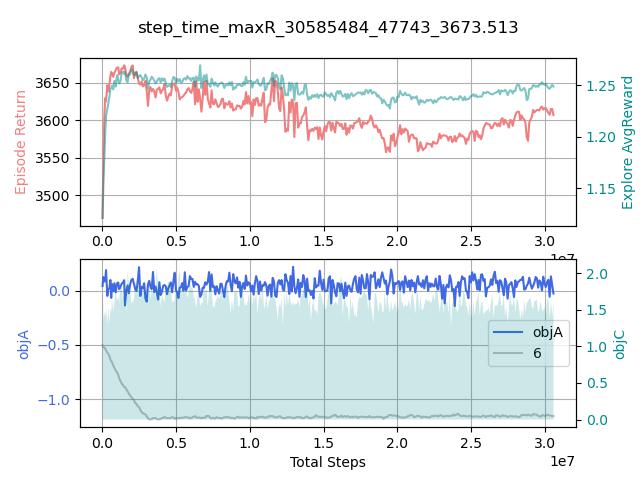 step_time_maxR_30585484_47743_3673.513
3650
3600
3550
3500
Episode Return
1.25
1.20
1.15
Explore AvgReward
0.0 0.5 1.0 1.5 2.0 2.5 3.0
1e7
0.0
−0.5
−1.0
objA
2.0
1.5
1.0
0.5
0.0
objC
objA
6
0.0 0.5 1.0 1.5 2.0 2.5 3.0
Total Steps
1e7